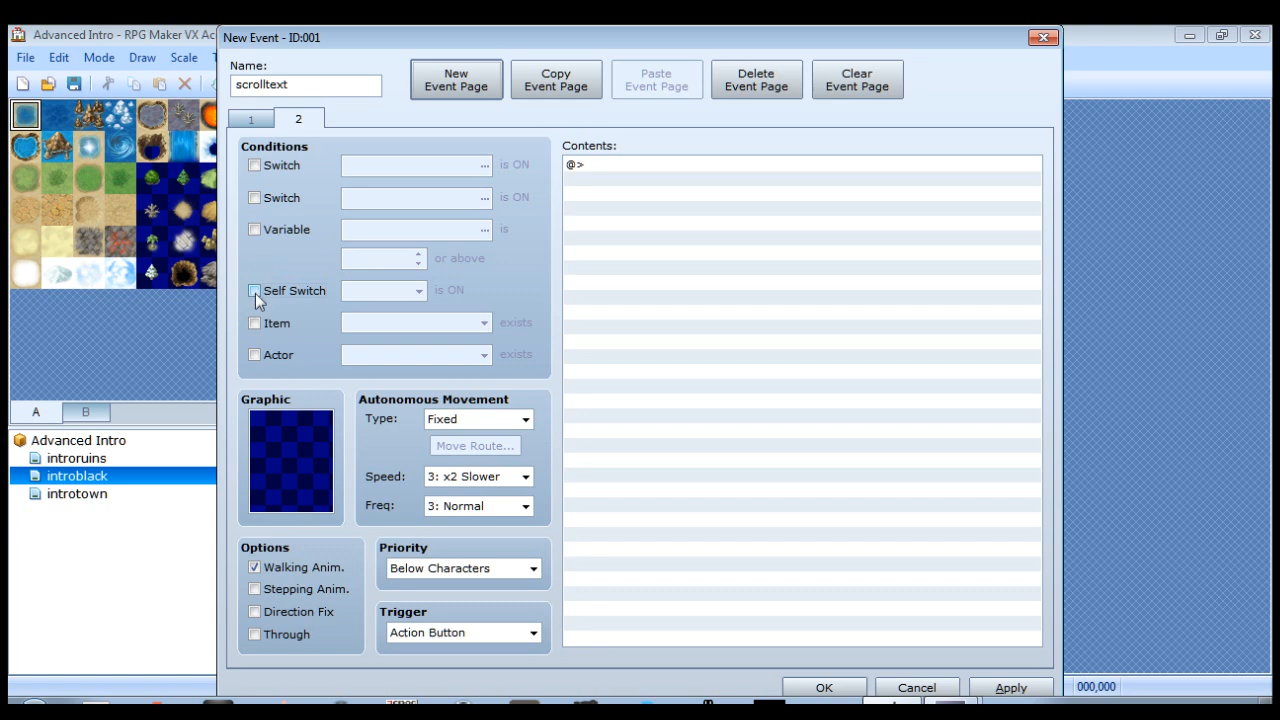 Advanced Intro - RPG Maker VX Ac
New Event - ID:001
File Edit Mode Draw Scale
Name:
scrolltext
New Event Page
Copy Event Page
Paste Event Page
Delete Event Page
Clear Event Page
1 2
Conditions
Contents:
Switch ... is ON
@>
Switch ... is ON
Variable ... is
or above
Self Switch is ON
Item exists
Actor exists
Graphic
Autonomous Movement
Type: Fixed
Move Route...
Speed: 3: x2 Slower
Freq: 3: Normal
A B
Advanced Intro
introruins
introblack
introtown
Options
Walking Anim.
Stepping Anim.
Direction Fix
Through
Priority
Below Characters
Trigger
Action Button
OK Cancel Apply
000,000